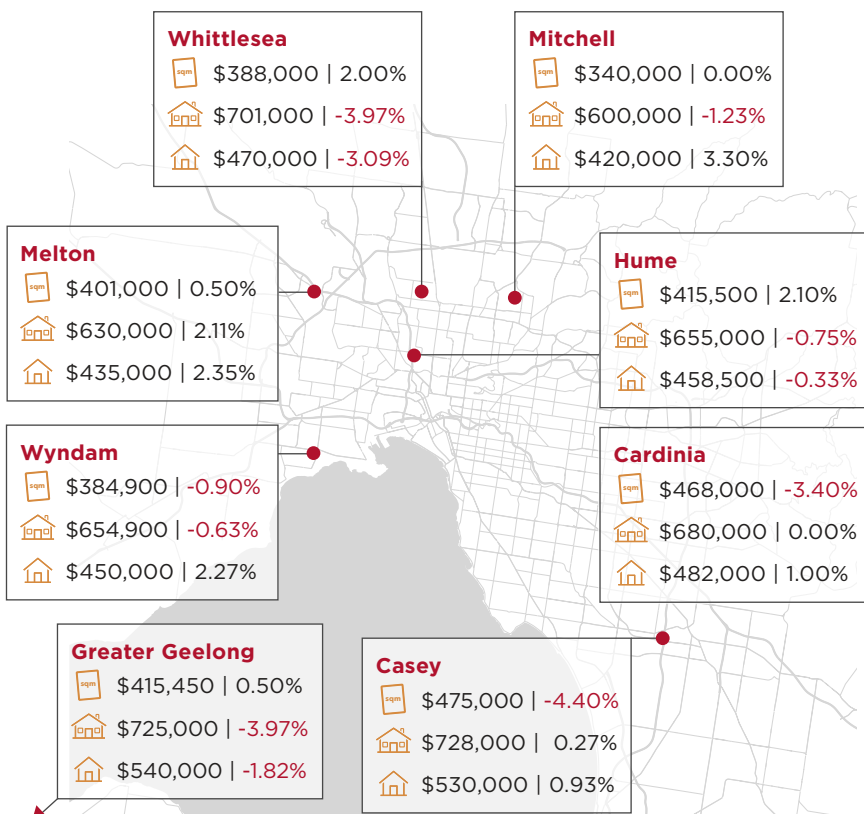 Whittlesea
sqm $388,000 | 2.00%
$701,000 | -3.97%
$470,000 | -3.09%
Mitchell
sqm $340,000 | 0.00%
$600,000 | -1.23%
$420,000 | 3.30%
Melton
sqm $401,000 | 0.50%
$630,000 | 2.11%
$435,000 | 2.35%
Hume
sqm $415,500 | 2.10%
$655,000 | -0.75%
$458,500 | -0.33%
Wyndam
sqm $384,900 | -0.90%
$654,900 | -0.63%
$450,000 | 2.27%
Cardinia
sqm $468,000 | -3.40%
$680,000 | 0.00%
$482,000 | 1.00%
Greater Geelong
sqm $415,450 | 0.50%
$725,000 | -3.97%
$540,000 | -1.82%
Casey
sqm $475,000 | -4.40%
$728,000 | 0.27%
$530,000 | 0.93%